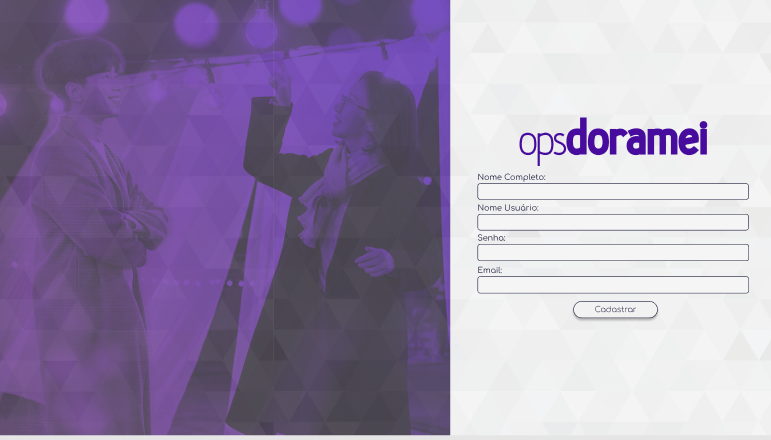 opsdoramei
Nome Completo:
Nome Usuário:
Senha:
Email:
Cadastrar